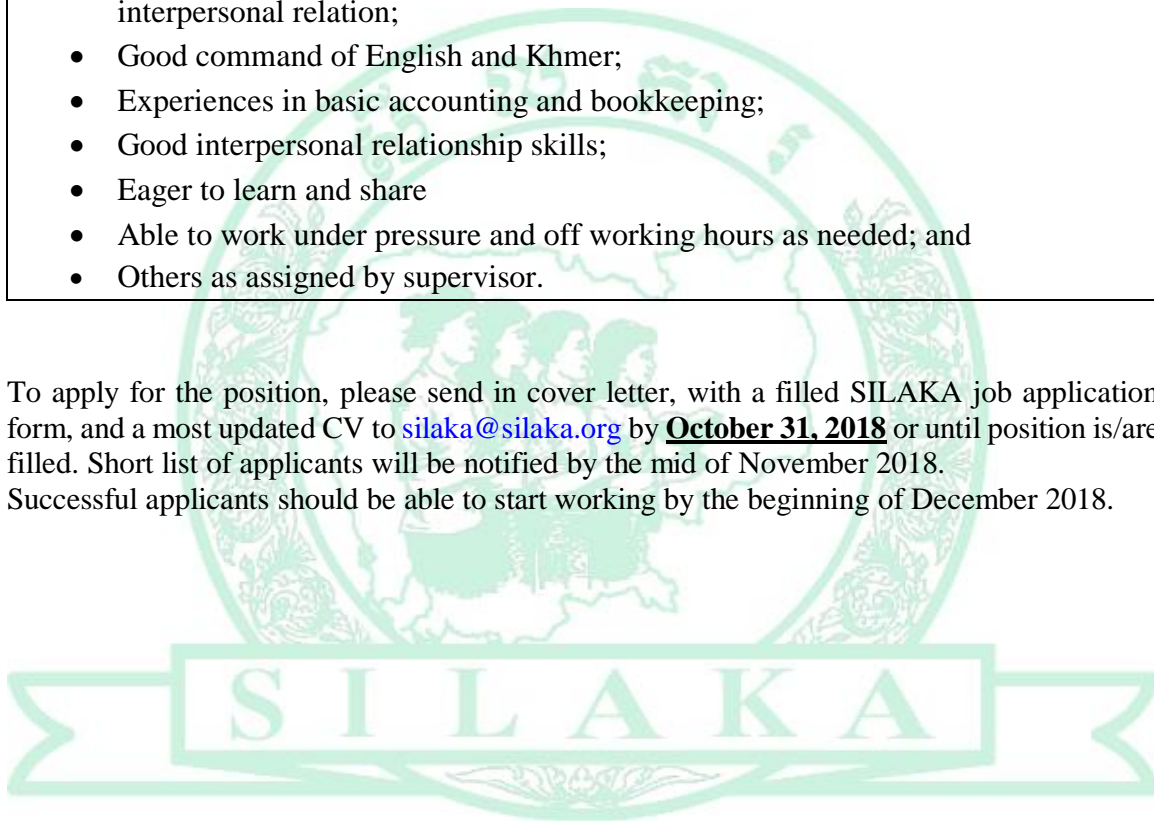 interpersonal relation;
• Good command of English and Khmer;
• Experiences in basic accounting and bookkeeping;
• Good interpersonal relationship skills;
• Eager to learn and share
• Able to work under pressure and off working hours as needed; and
• Others as assigned by supervisor.
To apply for the position, please send in cover letter, with a filled SILAKA job application
form, and a most updated CV to silaka@silaka.org by October 31, 2018 or until position is/are
filled. Short list of applicants will be notified by the mid of November 2018.
Successful applicants should be able to start working by the beginning of December 2018.
SILAKA